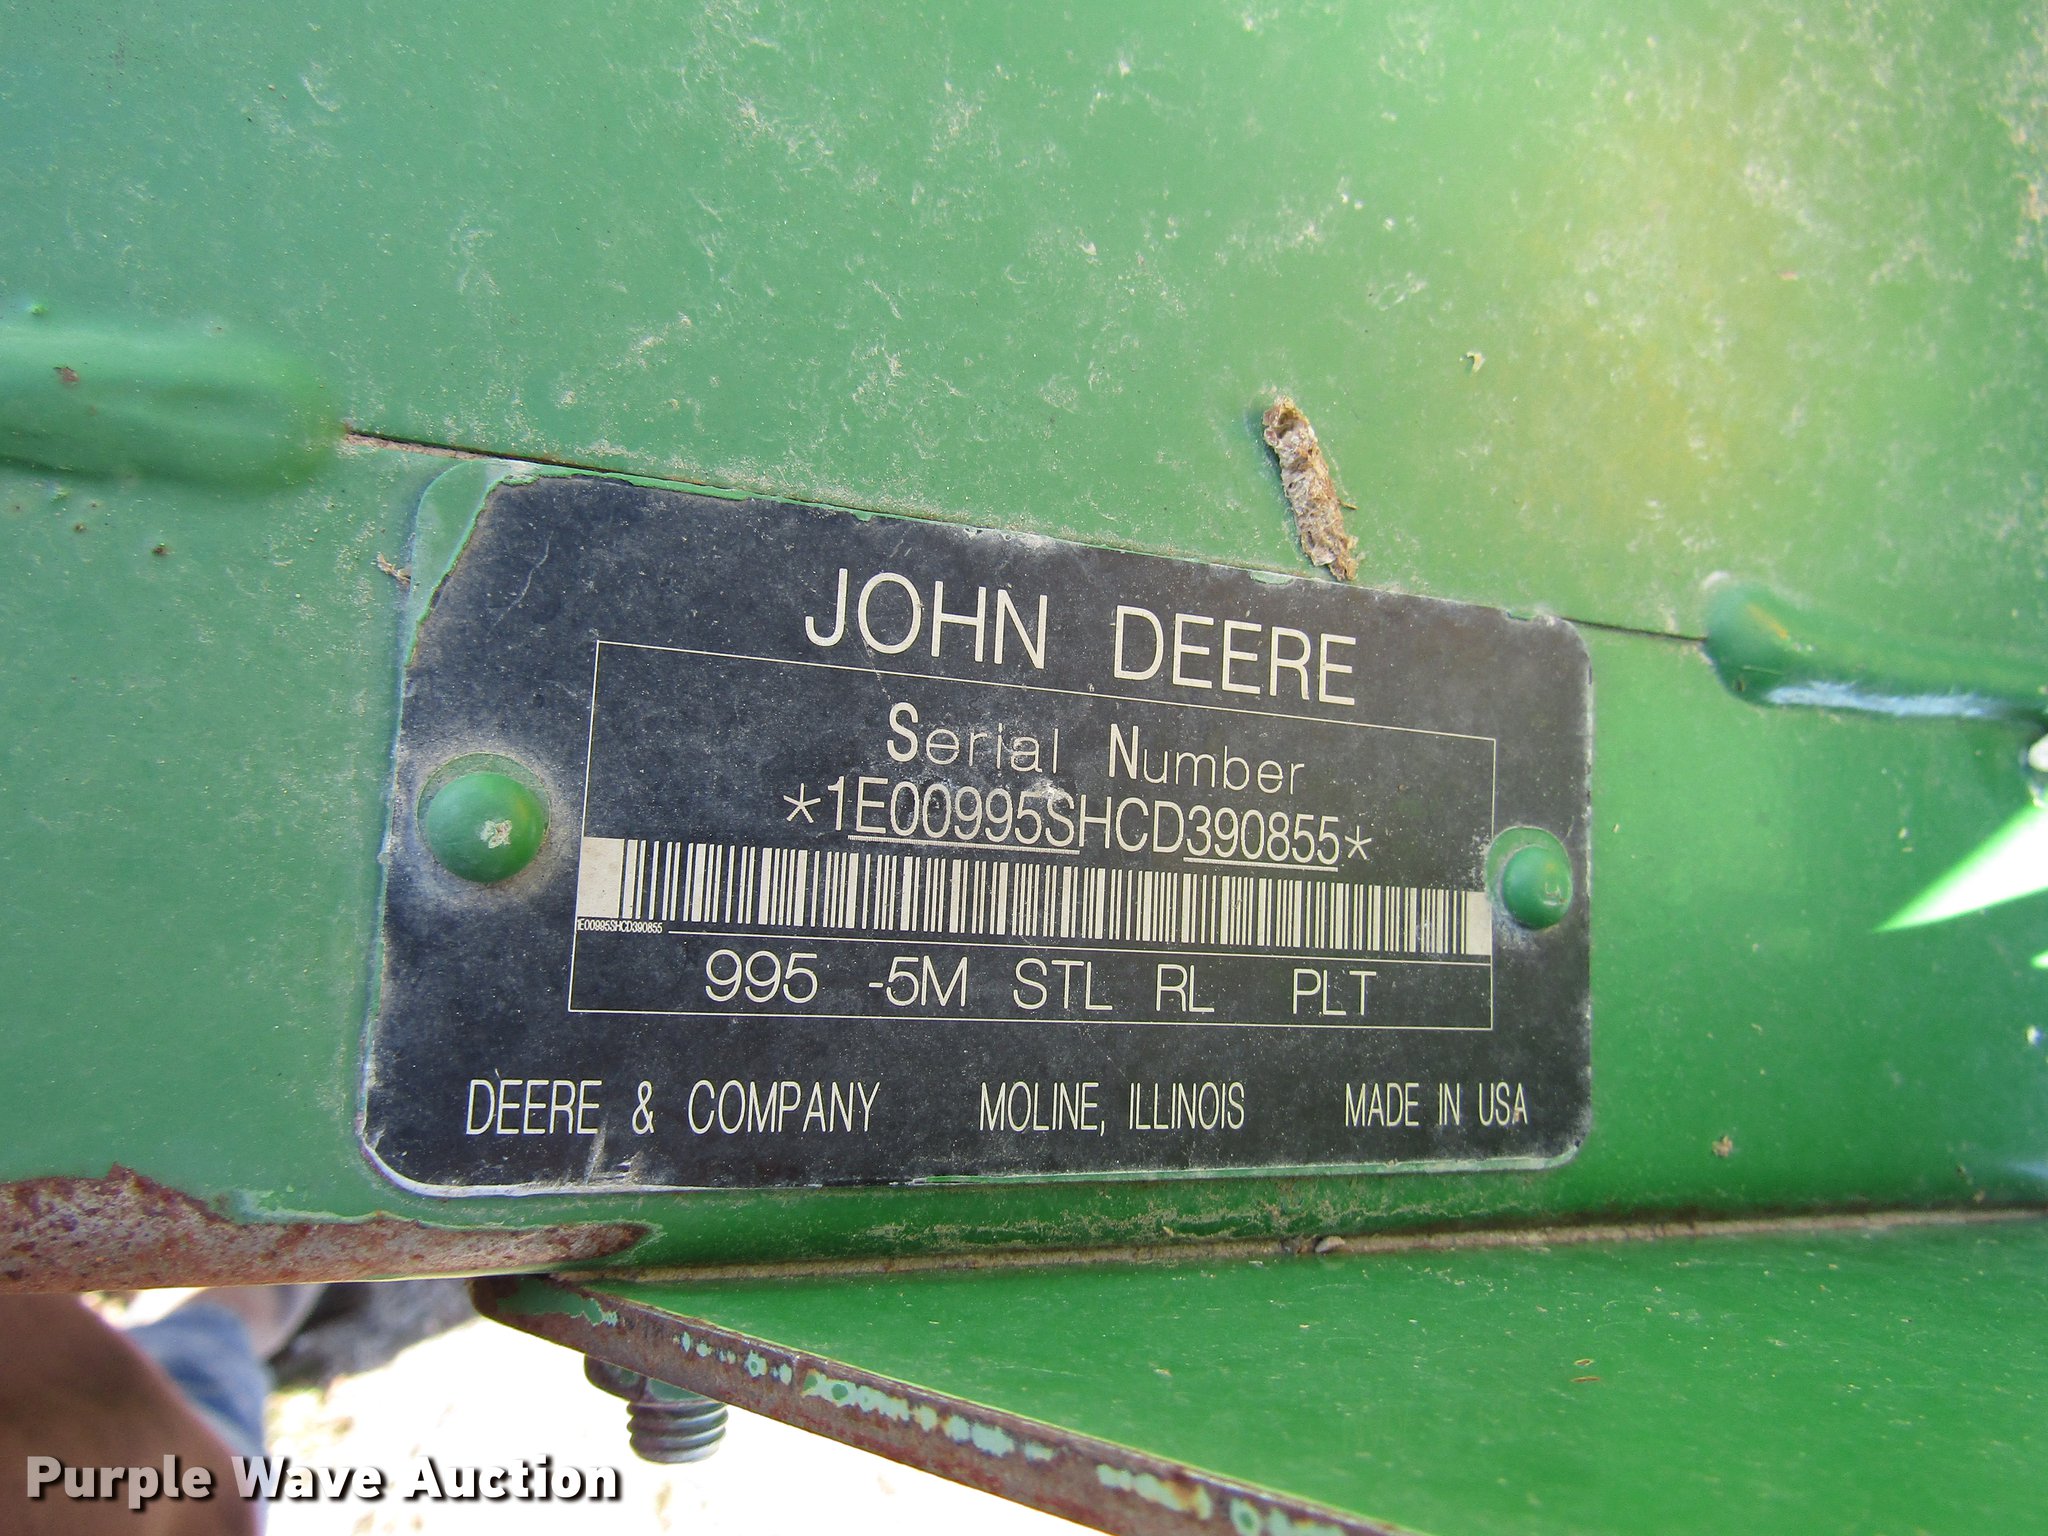 JOHN DEERE
Serial Number
*1E00995SHCD390855*
1E00995SHCD390855
995 -5M STL RL PLT
DEERE & COMPANY MOLINE, ILLINOIS MADE IN USA
Purple Wave Auction